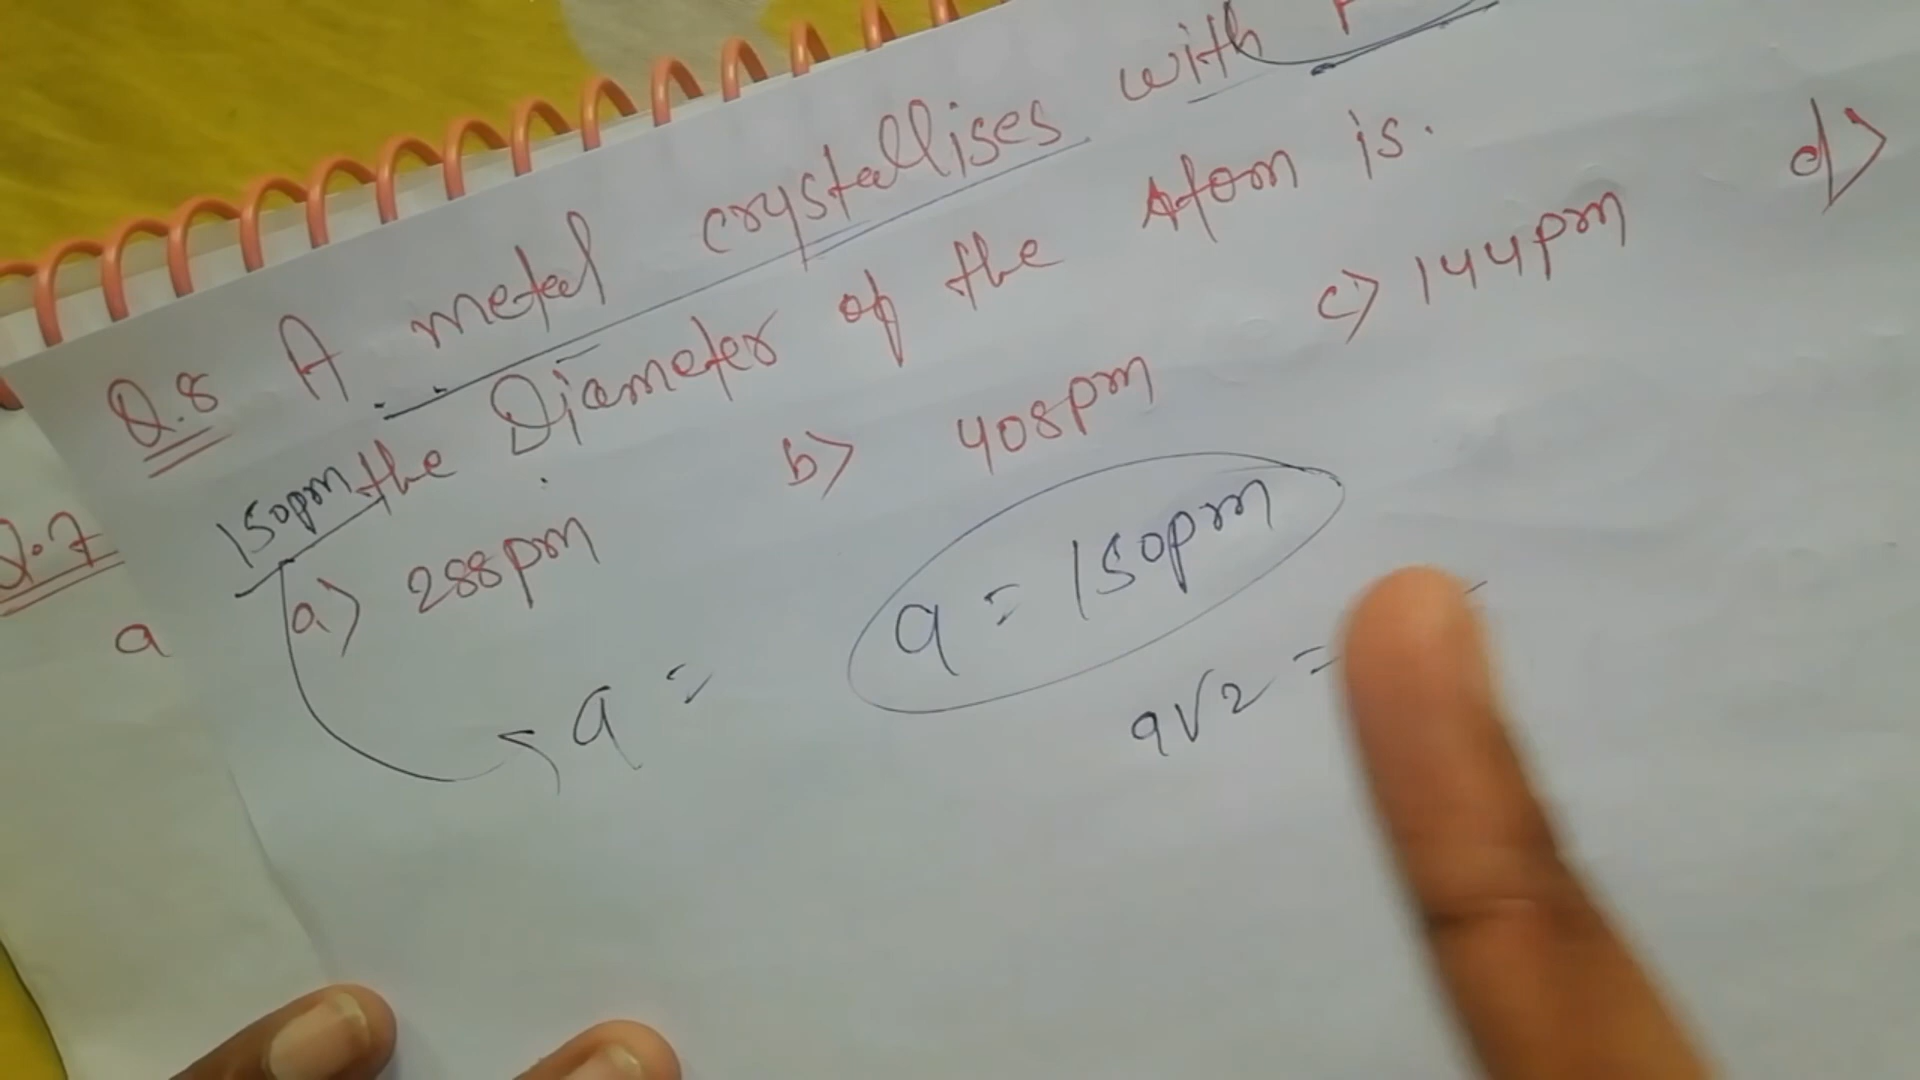 Q.8 A metal crystallises with F
150pm the Diameter of the Atom is.
a) 288pm b) 408pm c) 144pm d)
Q.7
a
a = 150pm
a =
a√2 =